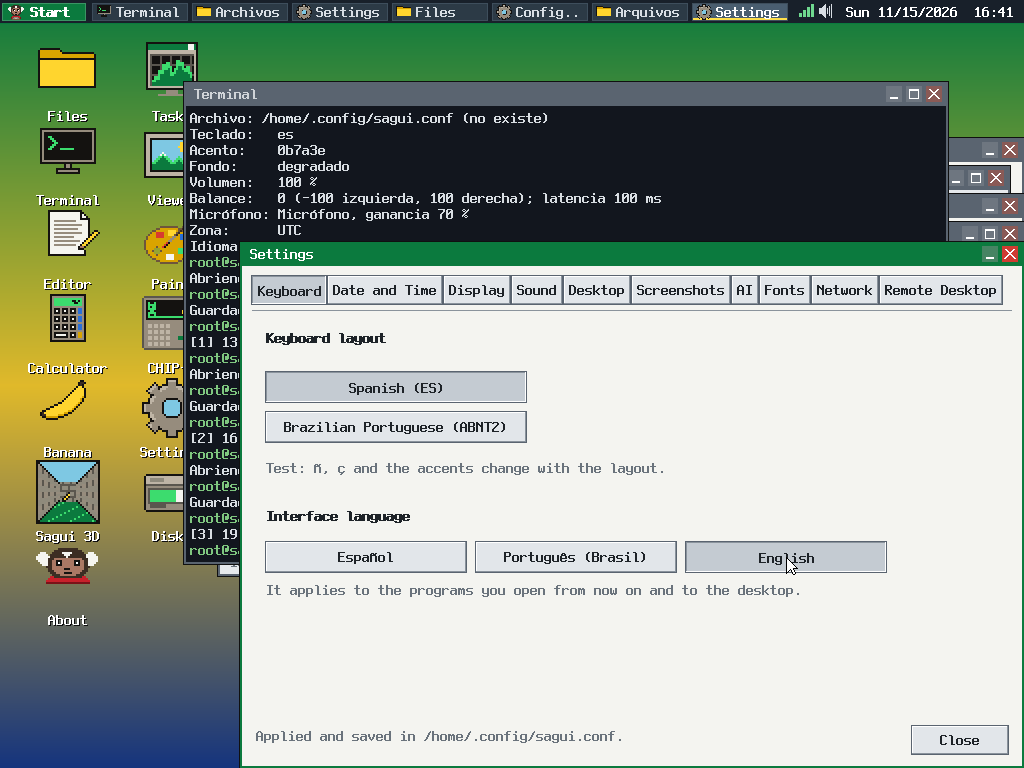 Start Terminal Archivos Settings Files Config.. Arquivos Settings Sun 11/15/2026 16:41
Files
Task
Terminal
View
Editor
Pain
Calculator
CHIP-
Banana
Settin
Sagui 3D
Disk
About
Terminal
Archivo: /home/.config/sagui.conf (no existe)
Teclado: es
Acento: 0b7a3e
Fondo: degradado
Volumen: 100 %
Balance: 0 (-100 izquierda, 100 derecha); latencia 100 ms
Micrófono: Micrófono, ganancia 70 %
Zona: UTC
Idioma
root@s
Abrien
root@s
Guarda
root@s
[1] 13
root@s
Abrien
root@s
Guarda
root@s
[2] 16
root@s
Abrien
root@s
Guarda
root@s
[3] 19
root@s
Settings
Keyboard Date and Time Display Sound Desktop Screenshots AI Fonts Network Remote Desktop
Keyboard layout
Spanish (ES)
Brazilian Portuguese (ABNT2)
Test: ñ, ç and the accents change with the layout.
Interface language
Español Português (Brasil) English
It applies to the programs you open from now on and to the desktop.
Applied and saved in /home/.config/sagui.conf.
Close